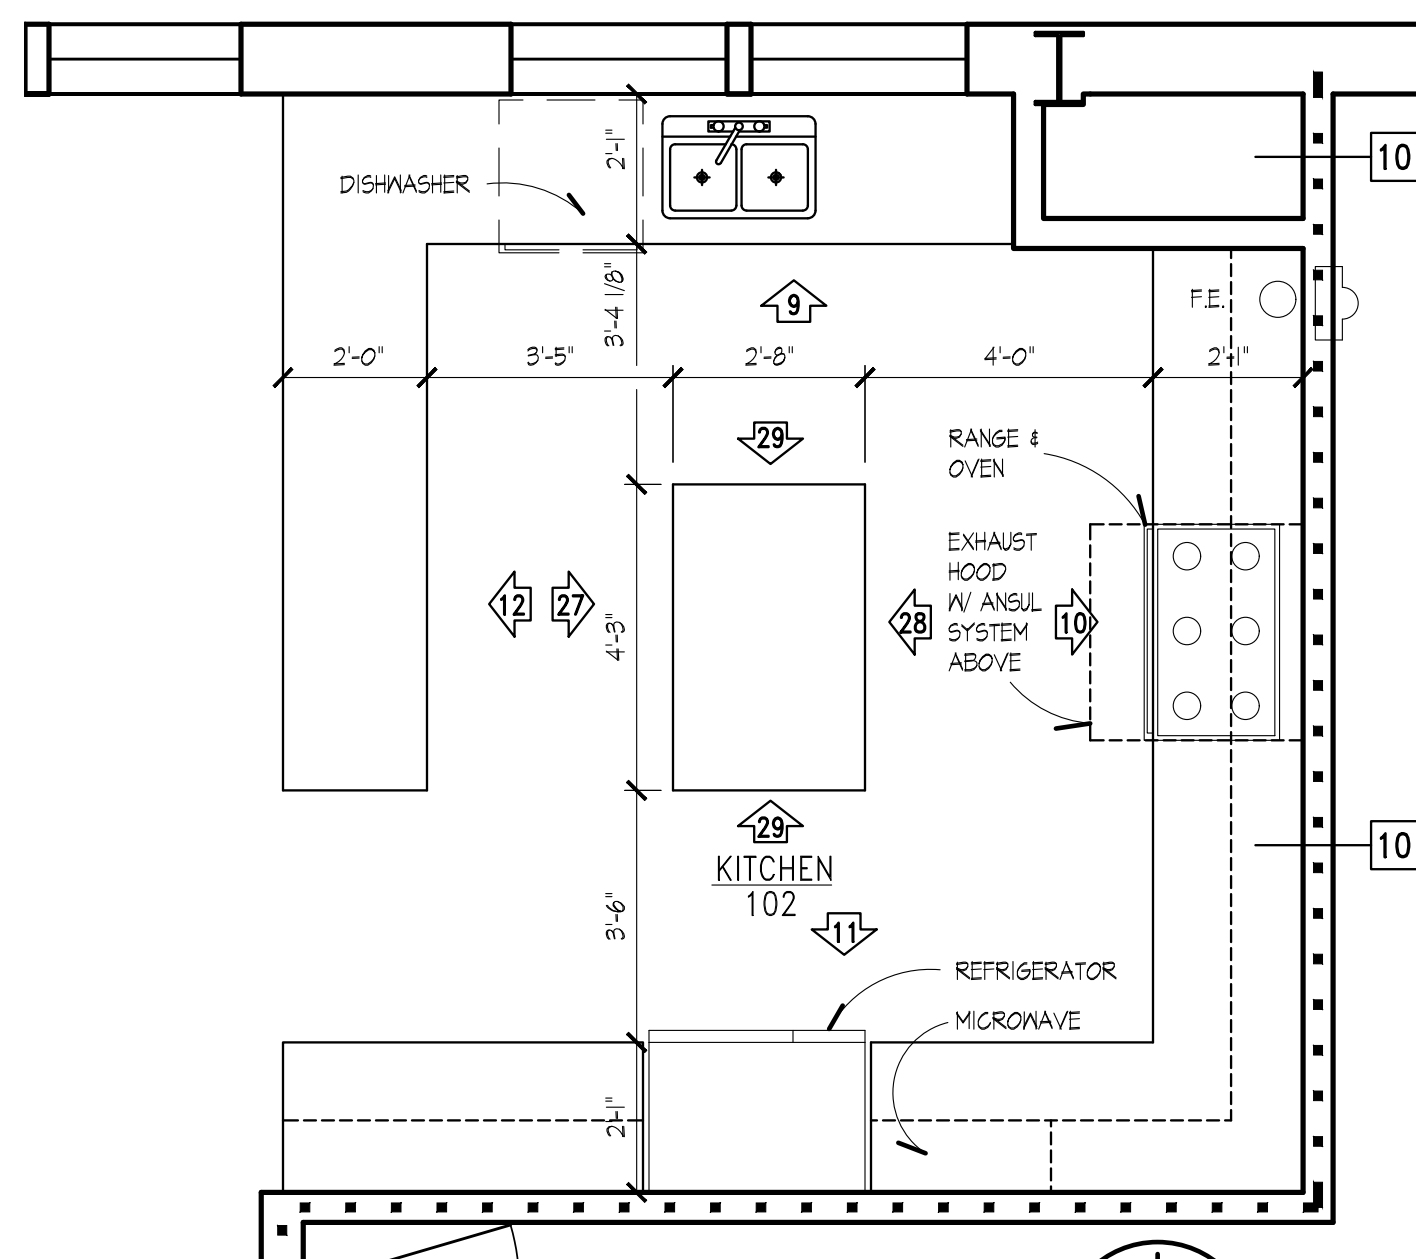 10
2'-1"
DISHWASHER
3'-4 1/8"
9
F.E.
2'-0"
3'-5"
2'-8"
4'-0"
2'-1"
29
RANGE &
OVEN
EXHAUST
HOOD
W/ ANSUL
SYSTEM
ABOVE
12
27
4'-3"
28
10
29
10
KITCHEN
102
3'-6"
11
REFRIGERATOR
MICROWAVE
2'-1"